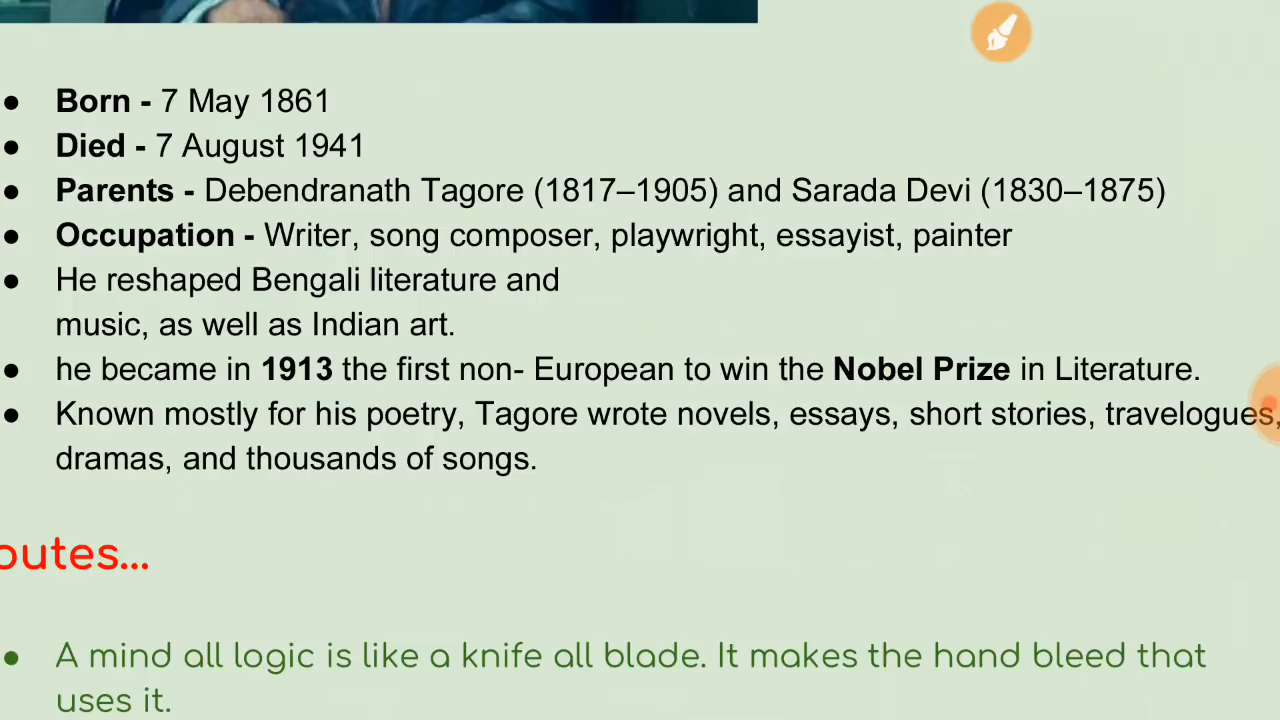 ● Born - 7 May 1861
● Died - 7 August 1941
● Parents - Debendranath Tagore (1817–1905) and Sarada Devi (1830–1875)
● Occupation - Writer, song composer, playwright, essayist, painter
● He reshaped Bengali literature and
music, as well as Indian art.
● he became in 1913 the first non- European to win the Nobel Prize in Literature.
● Known mostly for his poetry, Tagore wrote novels, essays, short stories, travelogues,
dramas, and thousands of songs.
outes...
● A mind all logic is like a knife all blade. It makes the hand bleed that
uses it.